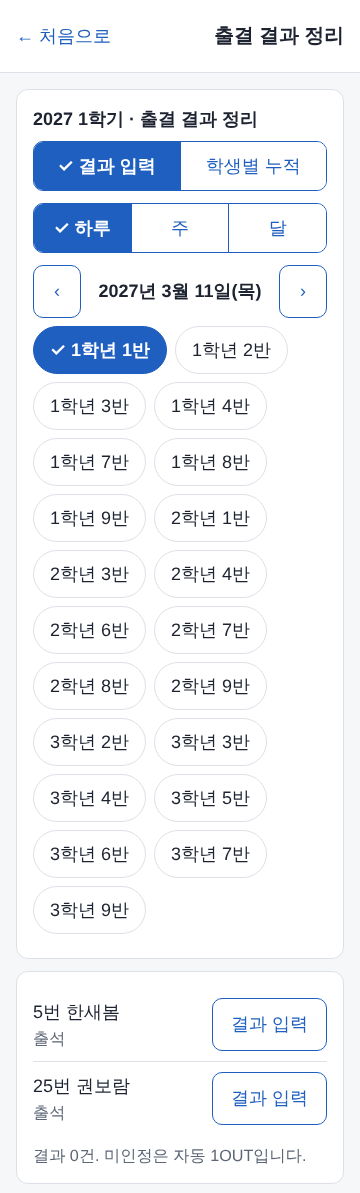 ← 처음으로 출결 결과 정리
2027 1학기 · 출결 결과 정리
✓ 결과 입력 학생별 누적
✓ 하루 주 달
‹ 2027년 3월 11일(목) ›
✓ 1학년 1반 1학년 2반
1학년 3반 1학년 4반
1학년 7반 1학년 8반
1학년 9반 2학년 1반
2학년 3반 2학년 4반
2학년 6반 2학년 7반
2학년 8반 2학년 9반
3학년 2반 3학년 3반
3학년 4반 3학년 5반
3학년 6반 3학년 7반
3학년 9반
5번 한새봄
출석
결과 입력
25번 권보람
출석
결과 입력
결과 0건. 미인정은 자동 1OUT입니다.